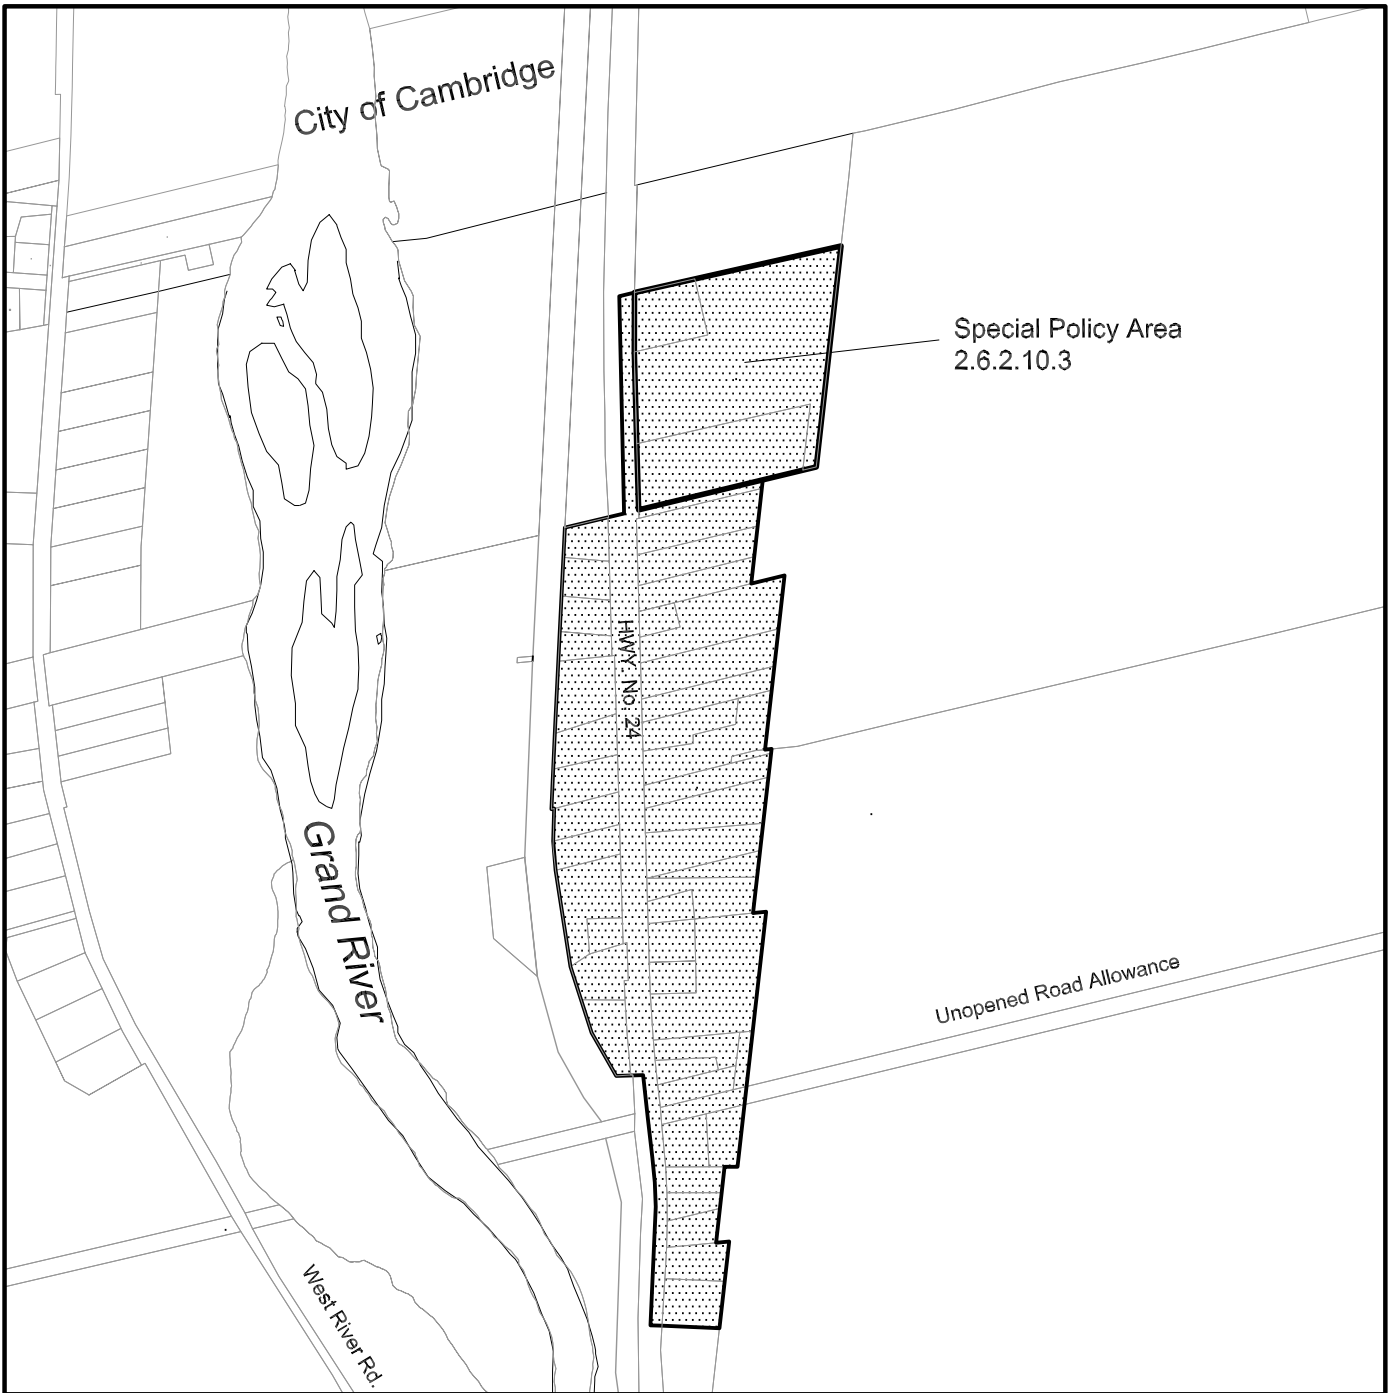 City of Cambridge
Special Policy Area
2.6.2.10.3
HWY. No 24
Grand River
Unopened Road Allowance
West River Rd.